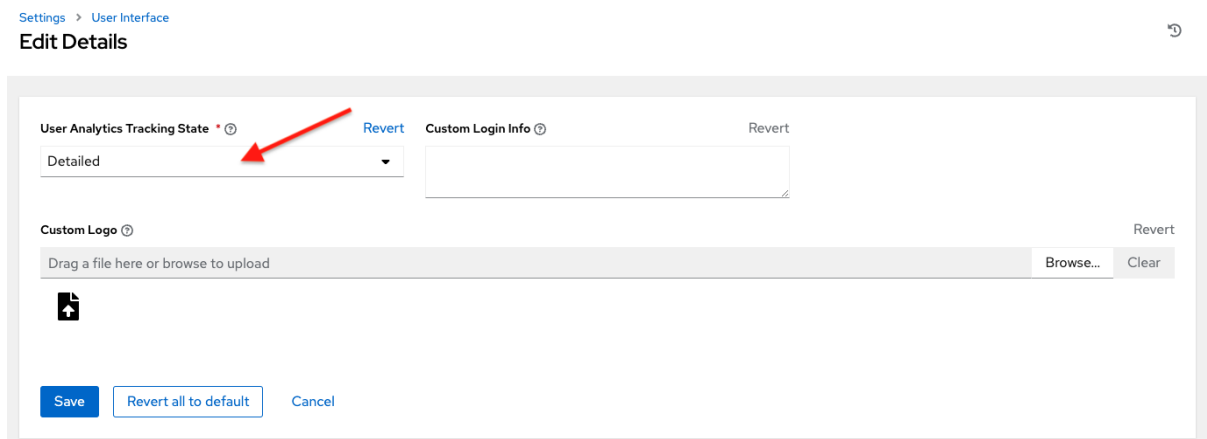 Settings > User Interface
Edit Details
User Analytics Tracking State * Revert
Detailed
Custom Login Info Revert
Custom Logo Revert
Drag a file here or browse to upload Browse... Clear
Save Revert all to default Cancel